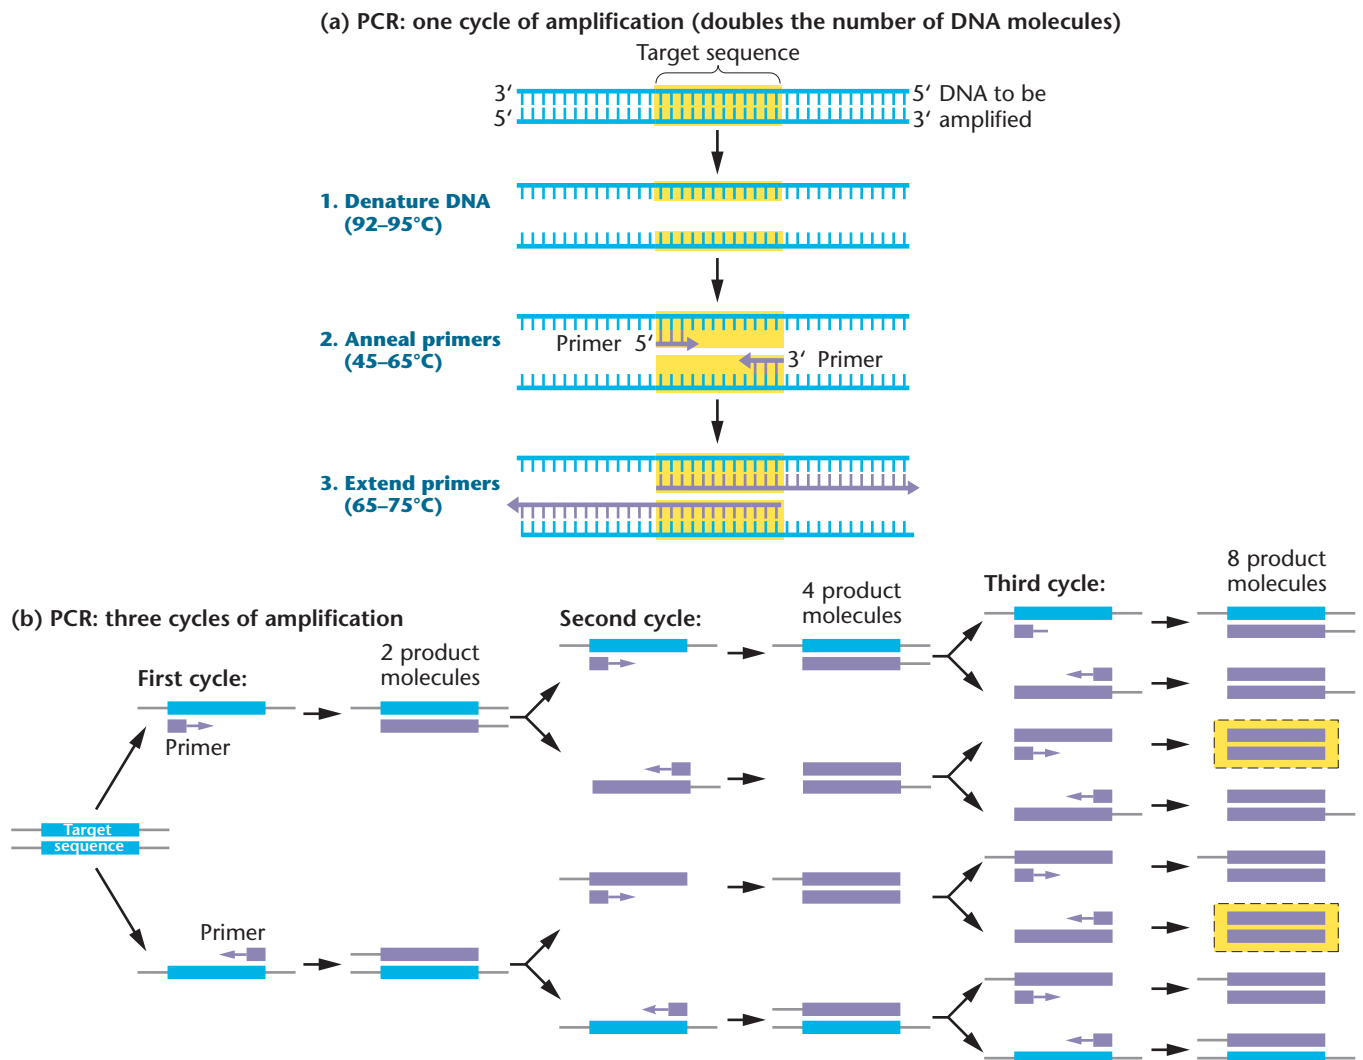 (a) PCR: one cycle of amplification (doubles the number of DNA molecules)
Target sequence
3′ 5′ DNA to be
5′ 3′ amplified
1. Denature DNA
(92–95°C)
2. Anneal primers
(45–65°C)
Primer 5′
3′ Primer
3. Extend primers
(65–75°C)
(b) PCR: three cycles of amplification
First cycle:
2 product
molecules
Second cycle:
4 product
molecules
Third cycle:
8 product
molecules
Primer
Target
sequence
Primer